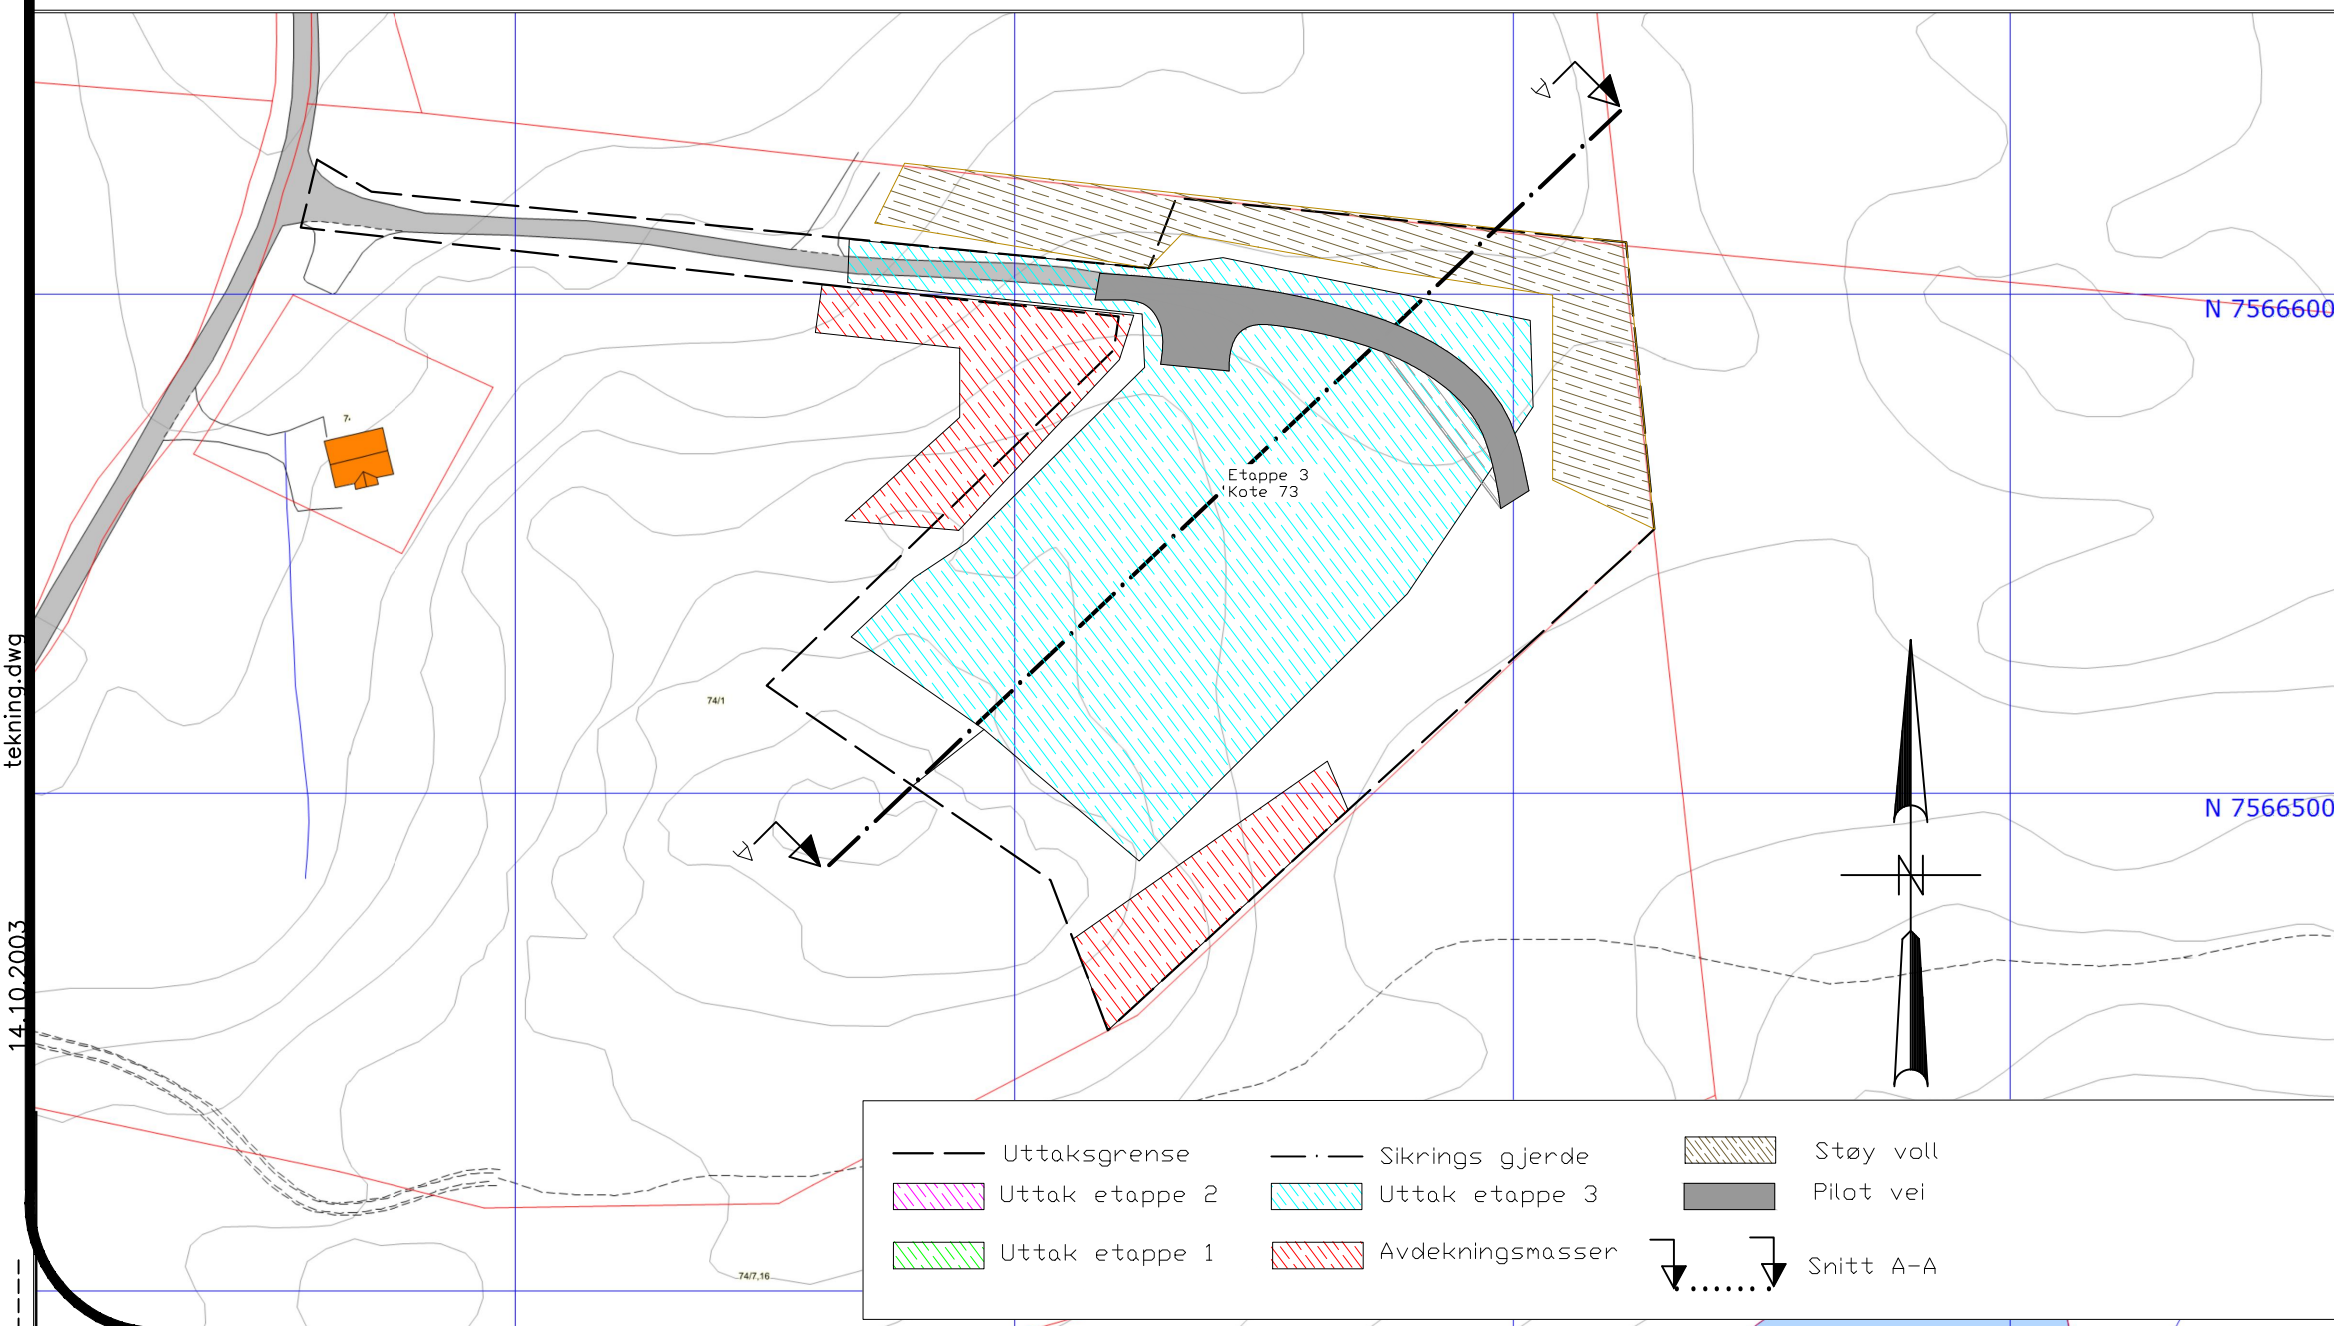 A
N 7566600
7-
Etappe 3
Kote 73
tekning.dwg
74/1
N 7566500
A
N
14.10.2003
Uttaksgrense
Sikrings gjerde
Støy voll
Uttak etappe 2
Uttak etappe 3
Pilot vei
Uttak etappe 1
Avdekningsmasser
Snitt A-A
74/7,16